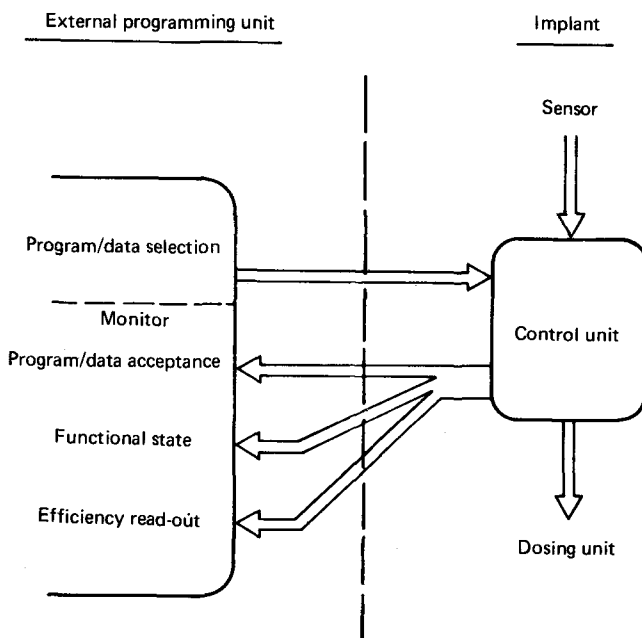 External programming unit
Implant
Sensor
Program/data selection
Monitor
Control unit
Program/data acceptance
Functional state
Efficiency read-out
Dosing unit